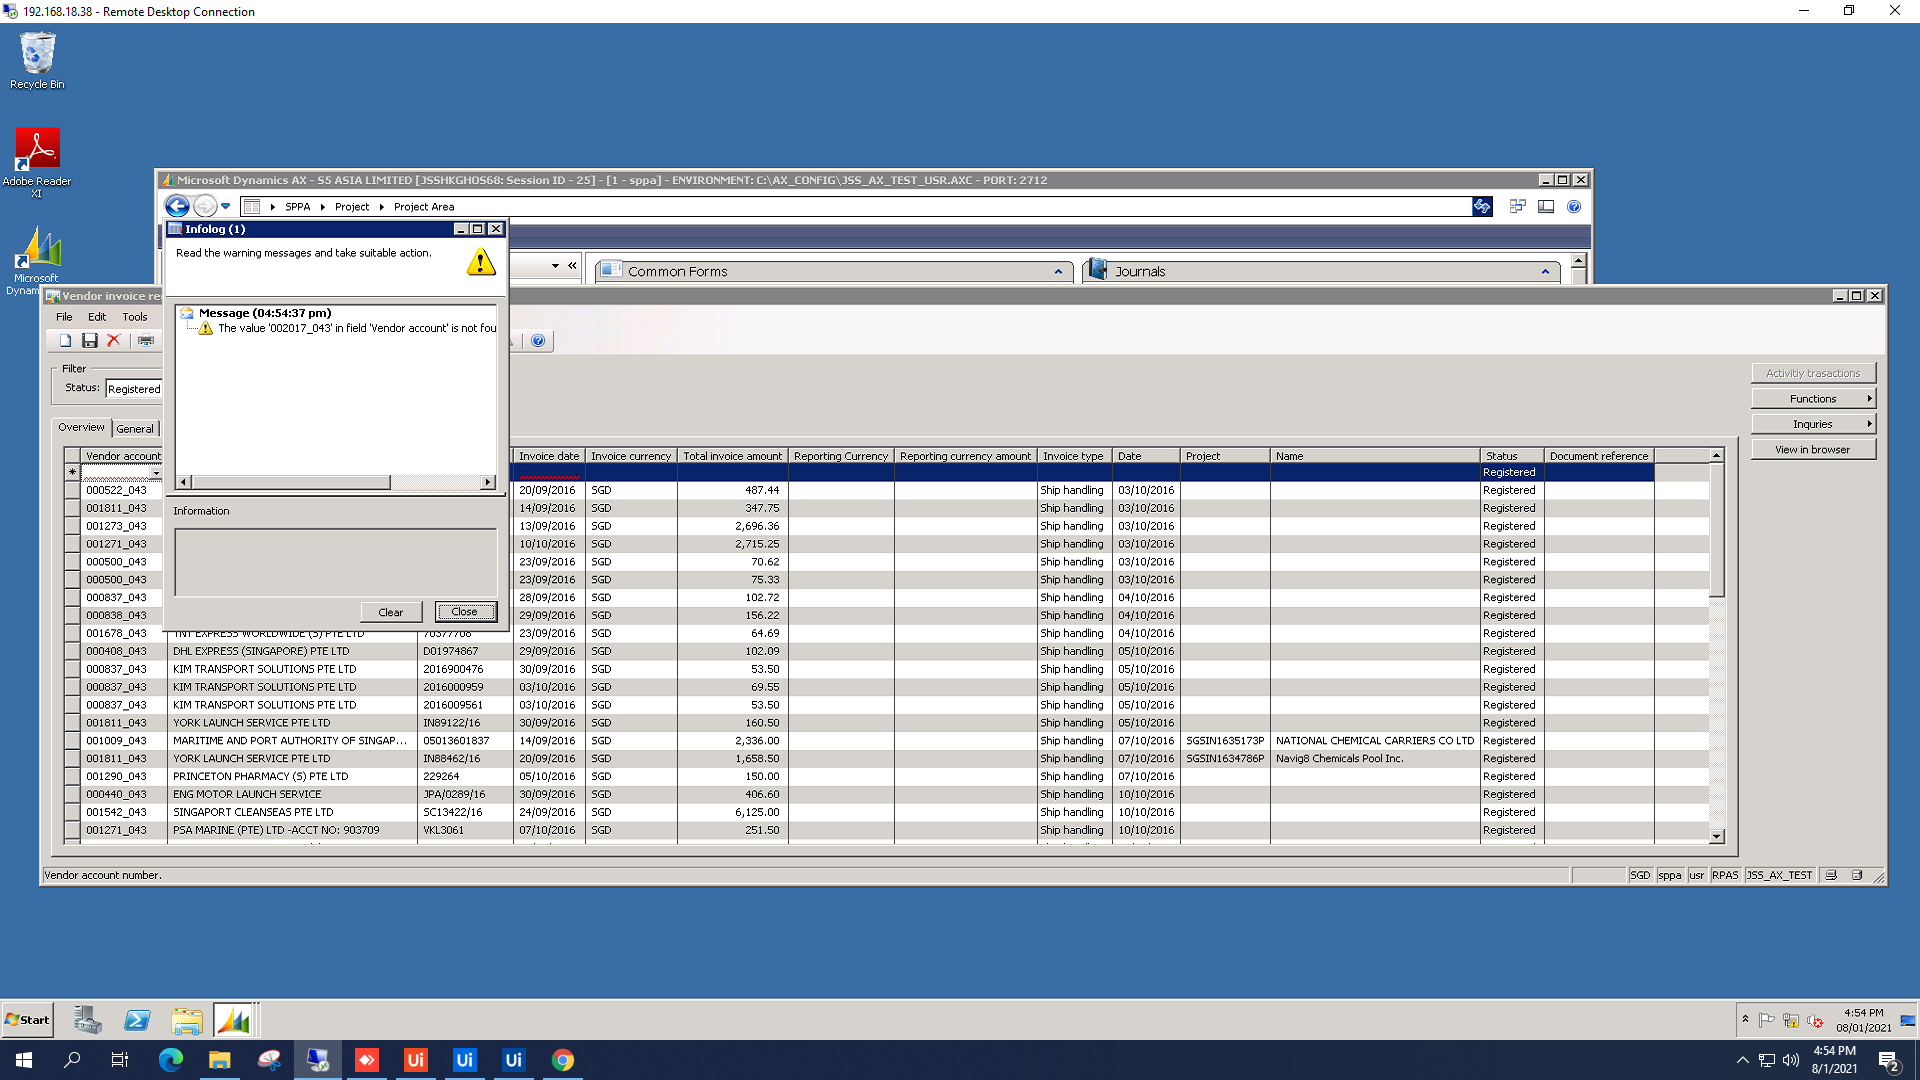 192.168.18.38 - Remote Desktop Connection
Recycle Bin
Adobe Reader
XI
Microsoft
Dynam
Microsoft Dynamics AX - S5 ASIA LIMITED [JSSHKGHOS68: Session ID - 25] - [1 - sppa] - ENVIRONMENT: C:\AX_CONFIG\JSS_AX_TEST_USR.AXC - PORT: 2712
SPPA Project Project Area
Infolog (1)
Read the warning messages and take suitable action.
Common Forms
Journals
Vendor invoice re
File Edit Tools
Message (04:54:37 pm)
The value '002017_043' in field 'Vendor account' is not fou
Filter
Status: Registered
Activitiy trasactions
Functions
Inquries
View in browser
Overview General
Vendor account Invoice date Invoice currency Total invoice amount Reporting Currency Reporting currency amount Invoice type Date Project Name Status Document reference
* Registered
000522_043 20/09/2016 SGD 487.44 Ship handling 03/10/2016 Registered
001811_043 14/09/2016 SGD 347.75 Ship handling 03/10/2016 Registered
001273_043 13/09/2016 SGD 2,696.36 Ship handling 03/10/2016 Registered
001271_043 10/10/2016 SGD 2,715.25 Ship handling 03/10/2016 Registered
000500_043 23/09/2016 SGD 70.62 Ship handling 03/10/2016 Registered
000500_043 23/09/2016 SGD 75.33 Ship handling 03/10/2016 Registered
000837_043 28/09/2016 SGD 102.72 Ship handling 04/10/2016 Registered
000838_043 29/09/2016 SGD 156.22 Ship handling 04/10/2016 Registered
Information
Clear Close
001678_043 TNT EXPRESS WORLDWIDE (S) PTE LTD 70377708 23/09/2016 SGD 64.69 Ship handling 04/10/2016 Registered
000408_043 DHL EXPRESS (SINGAPORE) PTE LTD D01974867 29/09/2016 SGD 102.09 Ship handling 05/10/2016 Registered
000837_043 KIM TRANSPORT SOLUTIONS PTE LTD 2016900476 30/09/2016 SGD 53.50 Ship handling 05/10/2016 Registered
000837_043 KIM TRANSPORT SOLUTIONS PTE LTD 2016000959 03/10/2016 SGD 69.55 Ship handling 05/10/2016 Registered
000837_043 KIM TRANSPORT SOLUTIONS PTE LTD 2016009561 03/10/2016 SGD 53.50 Ship handling 05/10/2016 Registered
001811_043 YORK LAUNCH SERVICE PTE LTD IN89122/16 30/09/2016 SGD 160.50 Ship handling 05/10/2016 Registered
001009_043 MARITIME AND PORT AUTHORITY OF SINGAP... 05013601837 14/09/2016 SGD 2,336.00 Ship handling 07/10/2016 SGSIN1635173P NATIONAL CHEMICAL CARRIERS CO LTD Registered
001811_043 YORK LAUNCH SERVICE PTE LTD IN88462/16 20/09/2016 SGD 1,658.50 Ship handling 07/10/2016 SGSIN1634786P Navig8 Chemicals Pool Inc. Registered
001290_043 PRINCETON PHARMACY (S) PTE LTD 229264 05/10/2016 SGD 150.00 Ship handling 07/10/2016 Registered
000440_043 ENG MOTOR LAUNCH SERVICE JPA/0289/16 30/09/2016 SGD 406.60 Ship handling 10/10/2016 Registered
001542_043 SINGAPORT CLEANSEAS PTE LTD SC13422/16 24/09/2016 SGD 6,125.00 Ship handling 10/10/2016 Registered
001271_043 PSA MARINE (PTE) LTD -ACCT NO: 903709 VKL3061 07/10/2016 SGD 251.50 Ship handling 10/10/2016 Registered
Vendor account number.
SGD sppa usr RPAS JSS_AX_TEST
Start
4:54 PM
08/01/2021
Ui Ui Ui
4:54 PM
8/1/2021
2